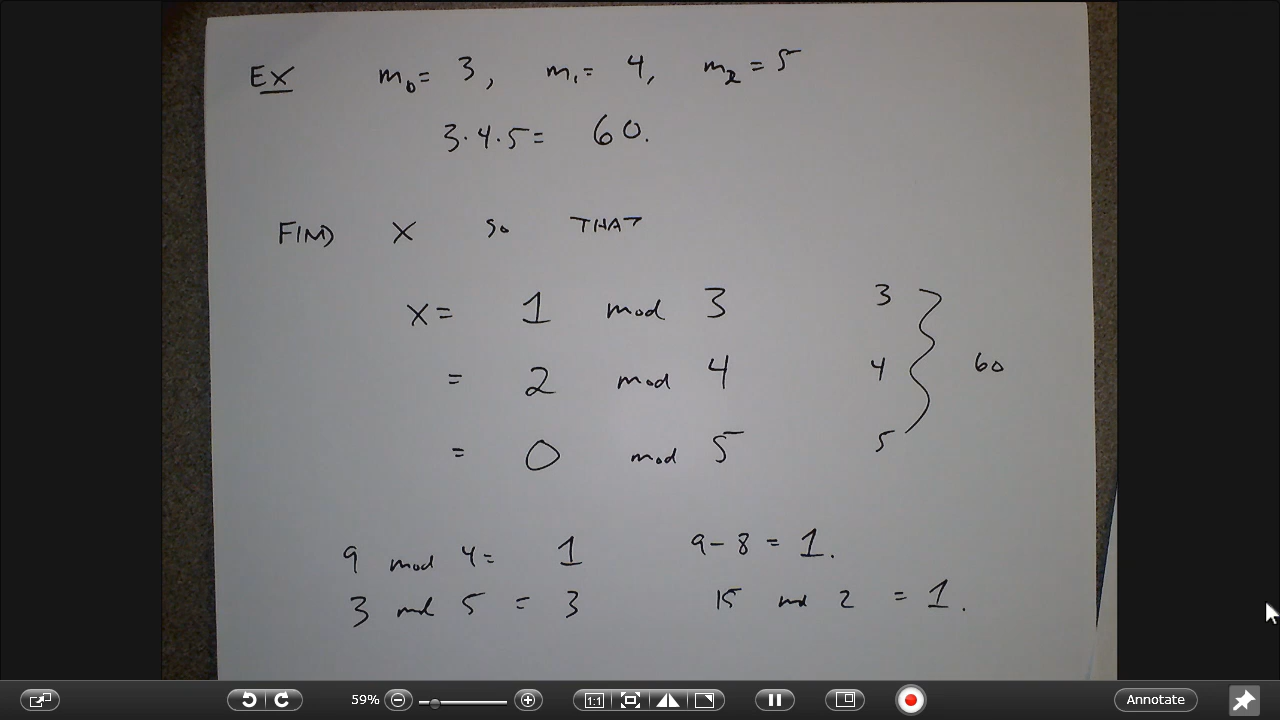 EX m₀= 3, m₁= 4, m₂ = 5
3·4·5= 60.
FIND X SO THAT
X= 1 mod 3 3
= 2 mod 4 4 60
= 0 mod 5 5
9 mod 4= 1 9-8 = 1.
3 mod 5 = 3 15 mod 2 = 1.
59% 1:1 Annotate